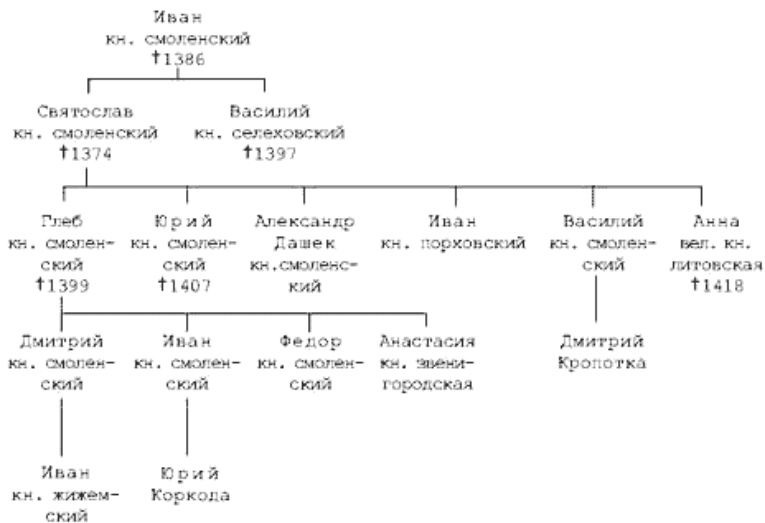 Иван
кн. смоленский
†1386
Святослав
кн. смоленский
†1374
Василий
кн. селеховский
†1397
Глеб
кн. смолен-
ский
†1399
Юрий
кн. смолен-
ский
†1407
Александр
Дашек
кн.смоленс-
кий
Иван
кн. порховский
Василий
кн. смолен-
ский
Анна
вел. кн.
литовская
†1418
Дмитрий
кн. смолен-
ский
Иван
кн. смолен-
ский
Федор
кн. смолен-
ский
Анастасия
кн. звени-
городская
Дмитрий
Кропотка
Иван
кн. жижем-
ский
Юрий
Коркода